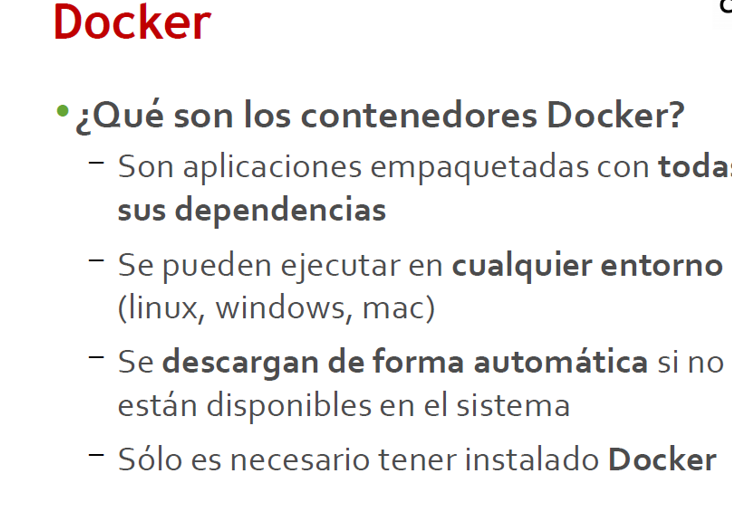 Docker
• ¿Qué son los contenedores Docker?
– Son aplicaciones empaquetadas con todas
sus dependencias
– Se pueden ejecutar en cualquier entorno
(linux, windows, mac)
– Se descargan de forma automática si no
están disponibles en el sistema
– Sólo es necesario tener instalado Docker